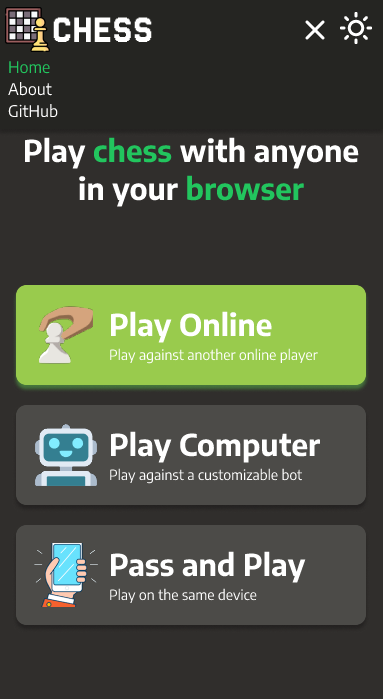 CHESS
Home
About
GitHub
Play chess with anyone
in your browser
Play Online
Play against another online player
Play Computer
Play against a customizable bot
Pass and Play
Play on the same device